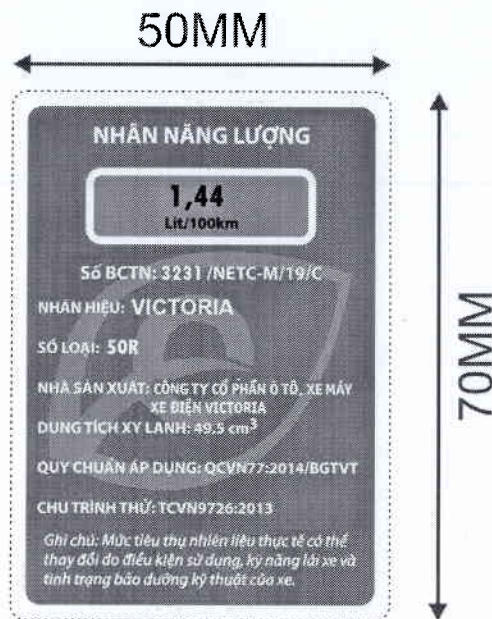 50MM
NHÃN NĂNG LƯỢNG
1,44
Lit/100km
Số BCTN: 3231 /NETC-M/19/C
NHÃN HIỆU: VICTORIA
SỐ LOẠI: 50R
NHÀ SẢN XUẤT: CÔNG TY CỔ PHẦN Ô TÔ, XE MÁY
XE ĐIỆN VICTORIA
DUNG TÍCH XY LANH: 49,5 cm³
QUY CHUẨN ÁP DỤNG: QCVN77:2014/BGTVT
CHU TRÌNH THỬ: TCVN9726:2013
Ghi chú: Mức tiêu thụ nhiên liệu thực tế có thể
thay đổi do điều kiện sử dụng, kỹ năng lái xe và
tình trạng bảo dưỡng kỹ thuật của xe.
70MM